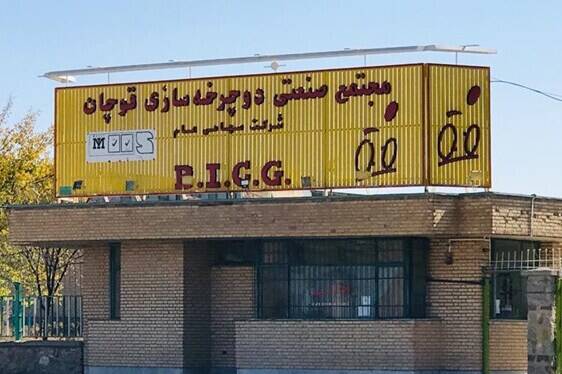 مجتمع صنعتی دوچرخه سازی قوچان
شرکت سهامی عام
P.I.C.G.